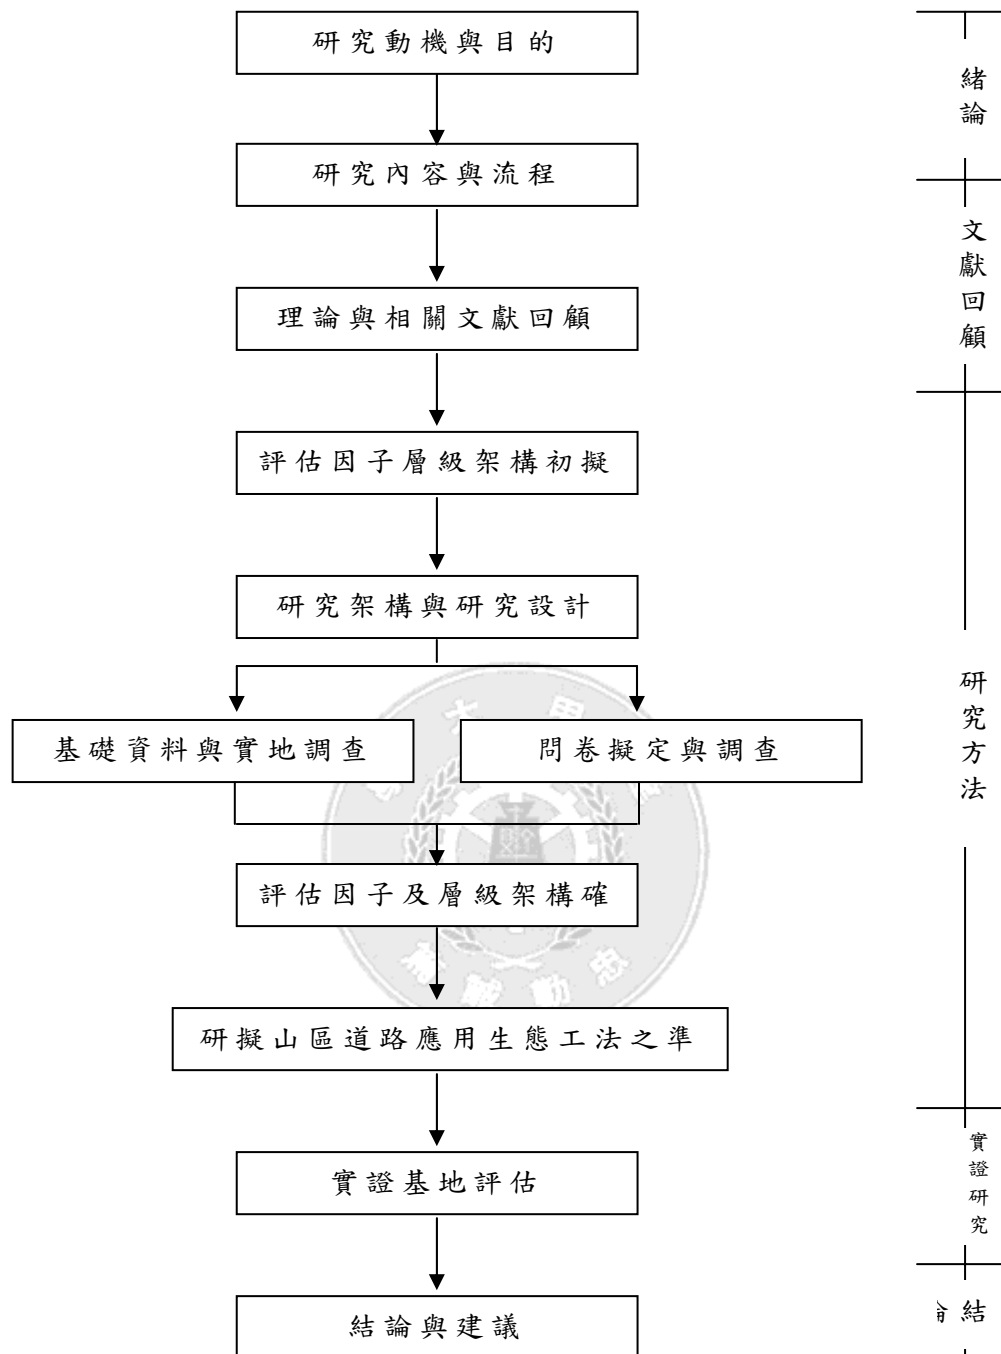 研究動機與目的
研究內容與流程
理論與相關文獻回顧
評估因子層級架構初擬
研究架構與研究設計
基礎資料與實地調查
問卷擬定與調查
評估因子及層級架構確
研擬山區道路應用生態工法之準
實證基地評估
結論與建議
緒論
文獻回顧
研究方法
實證研究
結